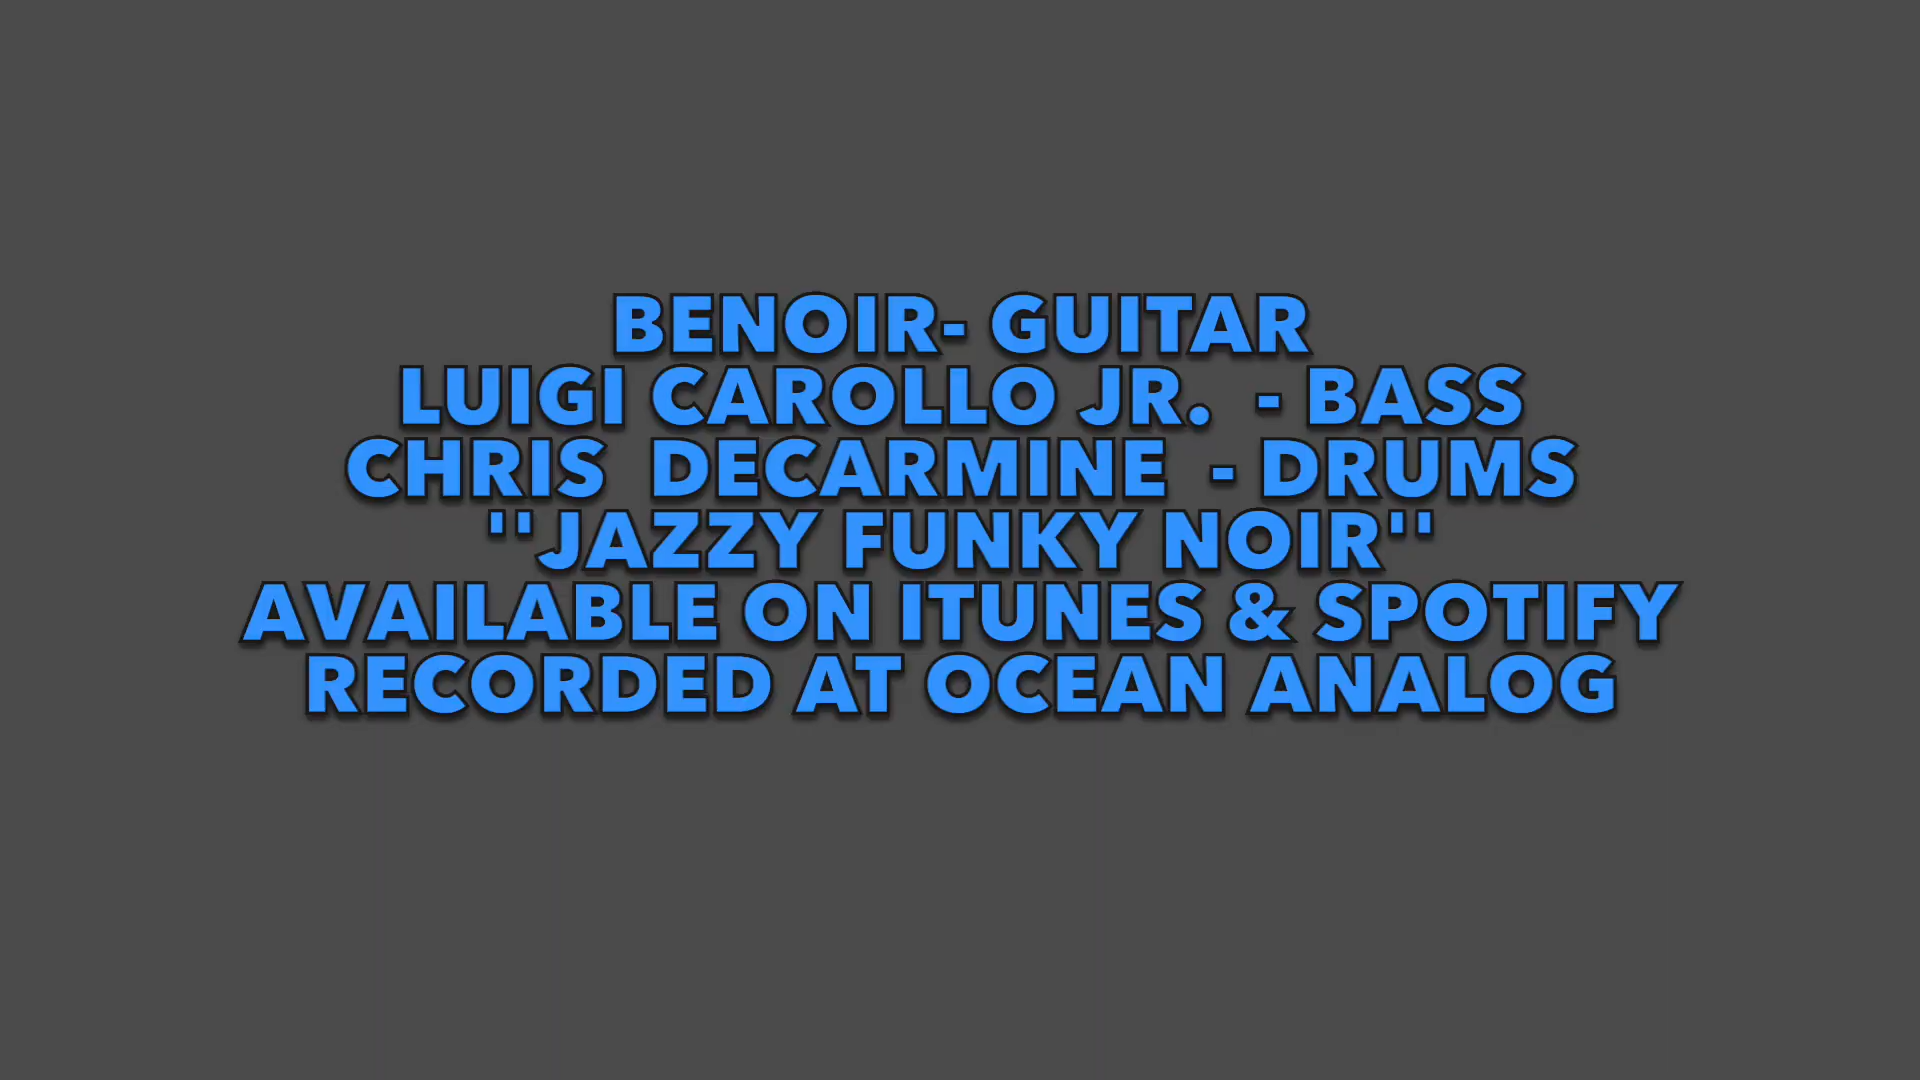 BENOIR- GUITAR
LUIGI CAROLLO JR.  - BASS
CHRIS  DECARMINE  - DRUMS
"JAZZY FUNKY NOIR"
AVAILABLE ON ITUNES & SPOTIFY
RECORDED AT OCEAN ANALOG